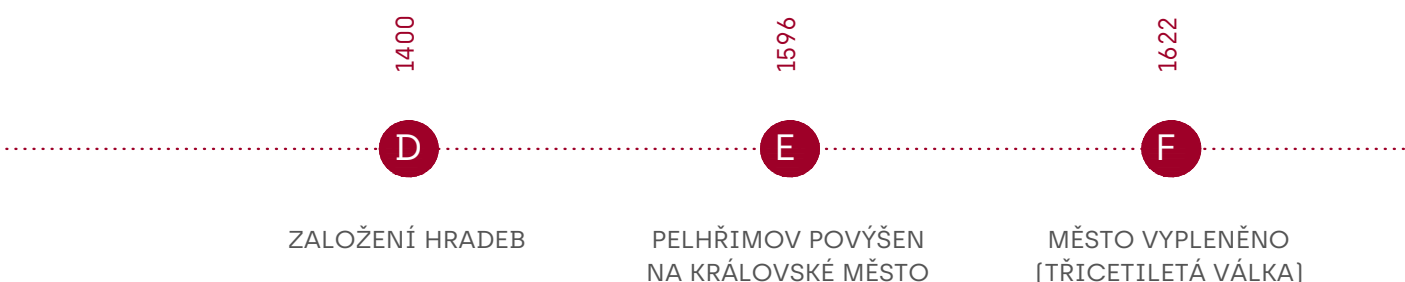 1400
1596
1622
D
E
F
ZALOŽENÍ HRADEB
PELHŘIMOV POVÝŠEN
NA KRÁLOVSKÉ MĚSTO
MĚSTO VYPLENĚNO
(TŘICETILETÁ VÁLKA)